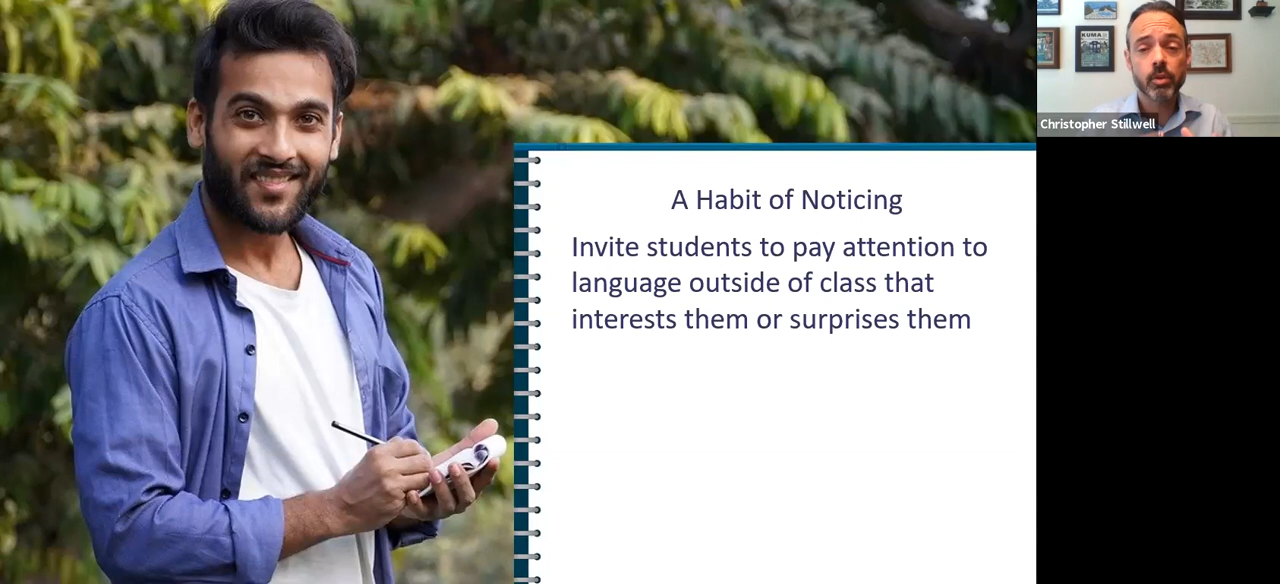 KUMA
Christopher Stillwell
A Habit of Noticing
Invite students to pay attention to
language outside of class that
interests them or surprises them